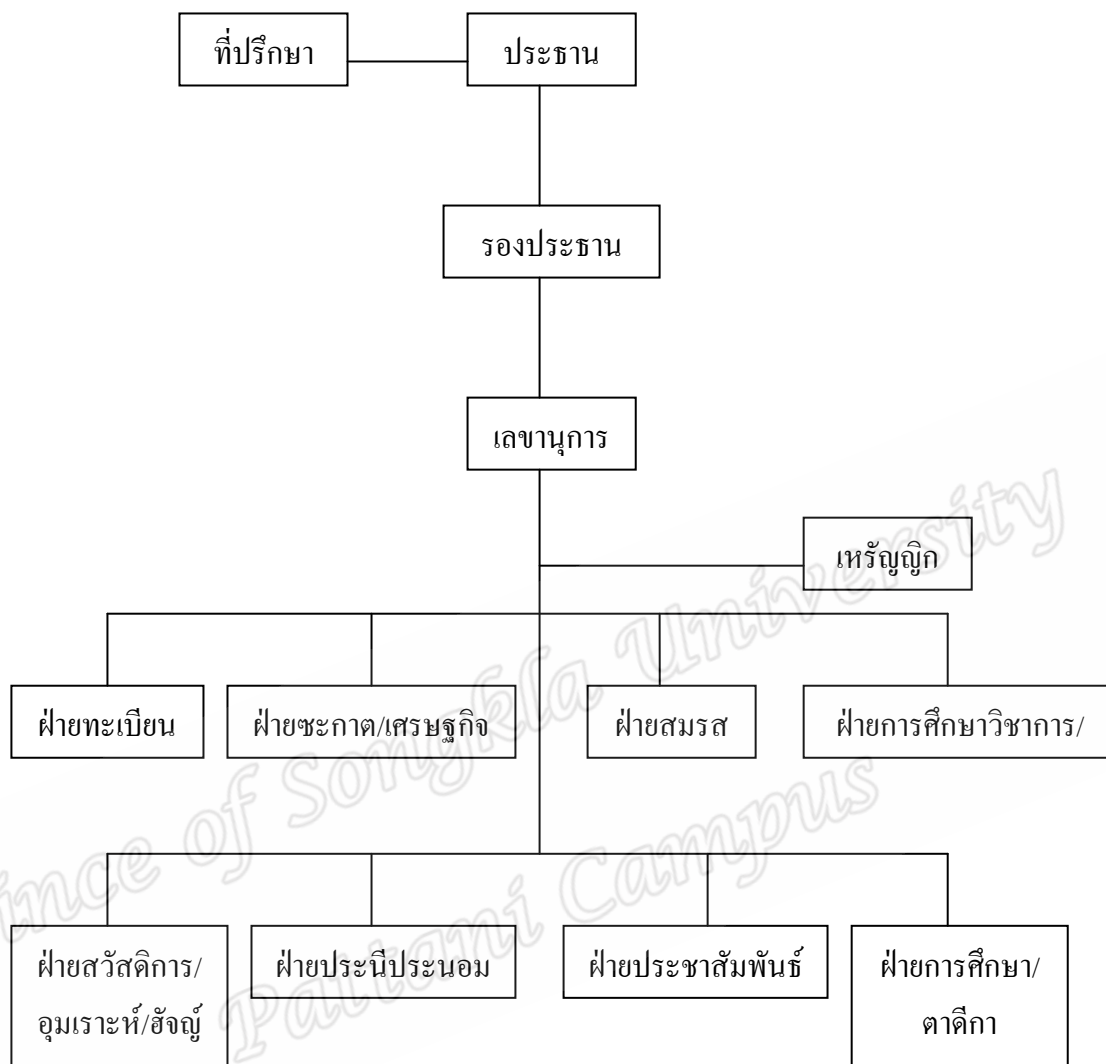 ที่ปรึกษา
ประธาน
รองประธาน
เลขานุการ
เหรัญญิก
ฝ่ายทะเบียน
ฝ่ายซะกาต/เศรษฐกิจ
ฝ่ายสมรส
ฝ่ายการศึกษาวิชาการ/
ฝ่ายสวัสดิการ/
อุมเราะห์/ฮัจญ์
ฝ่ายประนีประนอม
ฝ่ายประชาสัมพันธ์
ฝ่ายการศึกษา/
ตาดีกา
ince of Songkla University
Pattani Campus